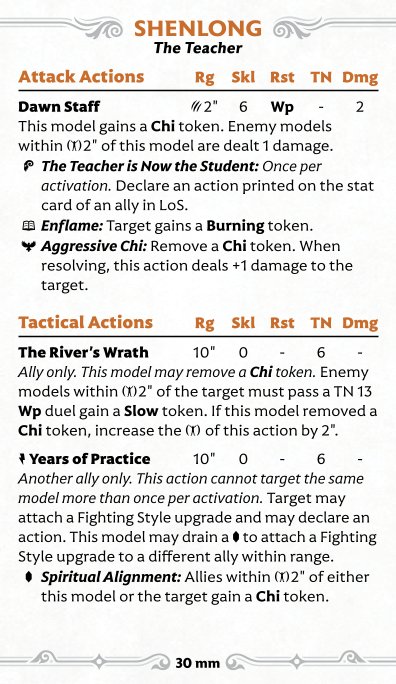 SHENLONG
The Teacher
Attack Actions Rg Skl Rst TN Dmg
Dawn Staff 2" 6 Wp - 2
This model gains a Chi token. Enemy models
within 2" of this model are dealt 1 damage.
The Teacher is Now the Student: Once per
activation. Declare an action printed on the stat
card of an ally in LoS.
Enflame: Target gains a Burning token.
Aggressive Chi: Remove a Chi token. When
resolving, this action deals +1 damage to the
target.
Tactical Actions Rg Skl Rst TN Dmg
The River's Wrath 10" 0 - 6 -
Ally only. This model may remove a Chi token. Enemy
models within 2" of the target must pass a TN 13
Wp duel gain a Slow token. If this model removed a
Chi token, increase the of this action by 2".
Years of Practice 10" 0 - 6 -
Another ally only. This action cannot target the same
model more than once per activation. Target may
attach a Fighting Style upgrade and may declare an
action. This model may drain a to attach a Fighting
Style upgrade to a different ally within range.
Spiritual Alignment: Allies within 2" of either
this model or the target gain a Chi token.
30 mm